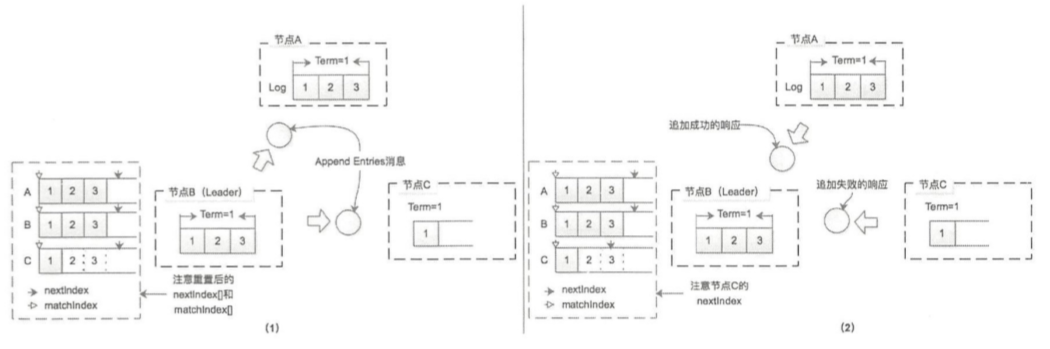 节点A
Term=1
Log 1 2 3
Append Entries消息
A 1 2 3
B 1 2 3
C 1 2 3
nextIndex
matchIndex
节点B（Leader）
Term=1
1 2 3
节点C
Term=1
1
注意重置后的
nextIndex[]和
matchIndex[]
(1)
节点A
Term=1
Log 1 2 3
追加成功的响应
追加失败的响应
A 1 2 3
B 1 2 3
C 1 2 3
nextIndex
matchIndex
节点B（Leader）
Term=1
1 2 3
节点C
Term=1
1
注意节点C的
nextIndex
(2)